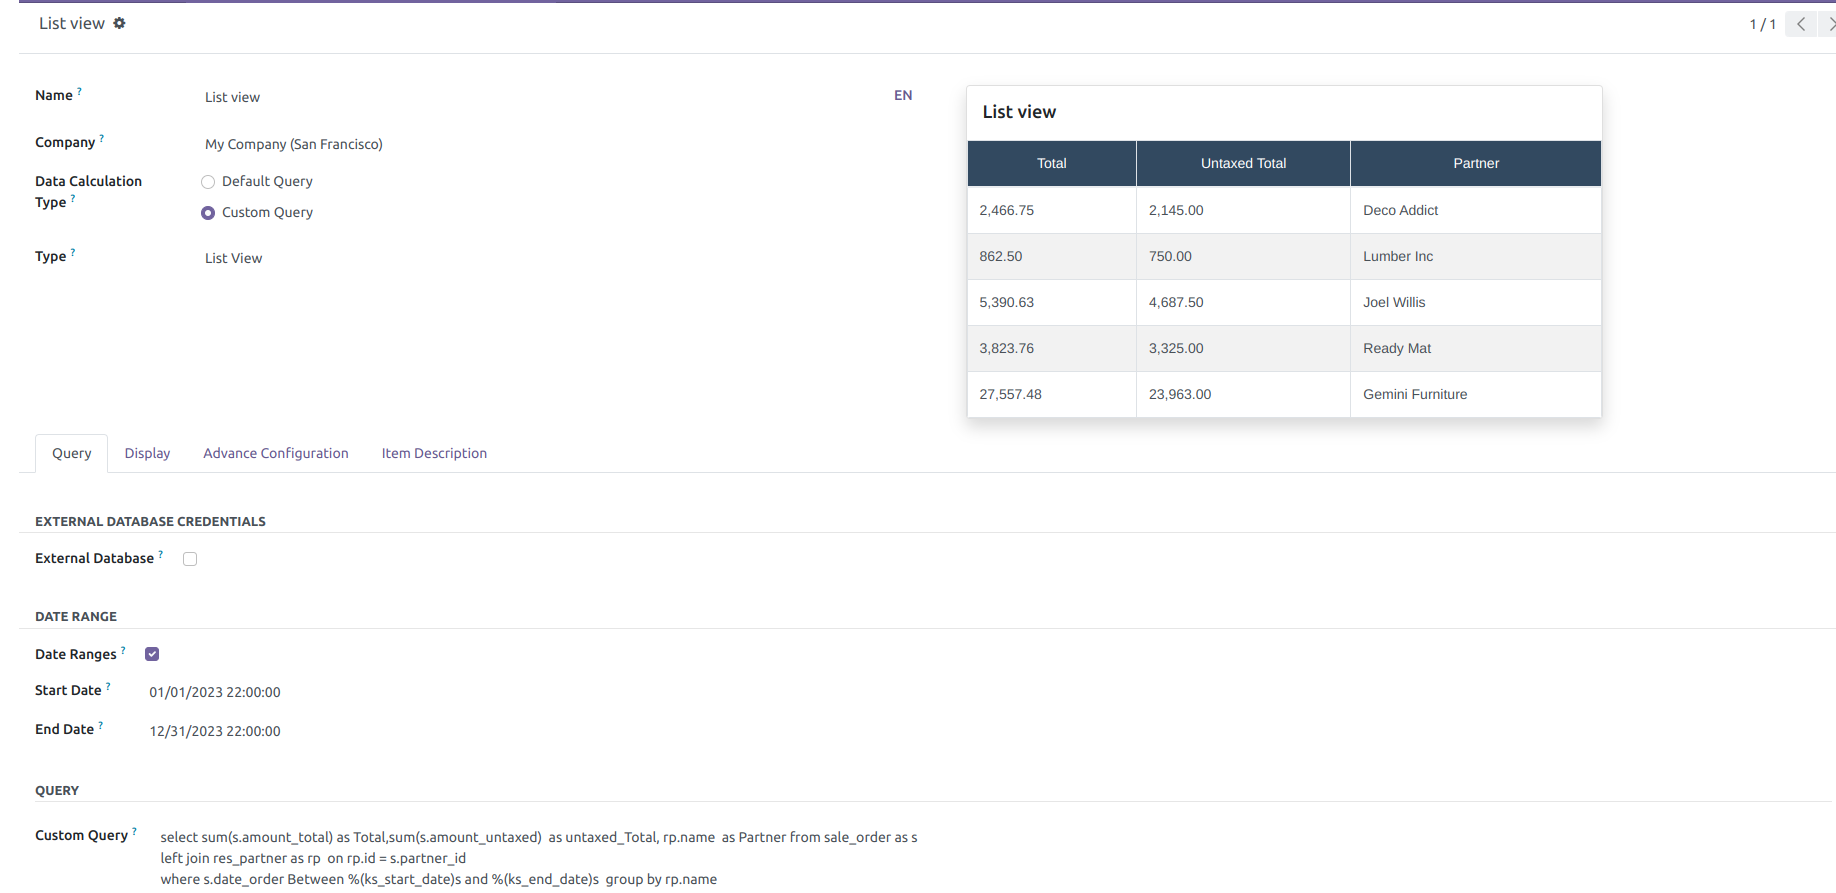 List view
1 / 1
Name ?
List view
EN
Company ?
My Company (San Francisco)
Data Calculation
Type ?
Default Query
Custom Query
Type ?
List View
List view
Total Untaxed Total Partner
2,466.75 2,145.00 Deco Addict
862.50 750.00 Lumber Inc
5,390.63 4,687.50 Joel Willis
3,823.76 3,325.00 Ready Mat
27,557.48 23,963.00 Gemini Furniture
Query Display Advance Configuration Item Description
EXTERNAL DATABASE CREDENTIALS
External Database ?
DATE RANGE
Date Ranges ?
Start Date ? 01/01/2023 22:00:00
End Date ? 12/31/2023 22:00:00
QUERY
Custom Query ? select sum(s.amount_total) as Total,sum(s.amount_untaxed)  as untaxed_Total, rp.name  as Partner from sale_order as s
left join res_partner as rp  on rp.id = s.partner_id
where s.date_order Between %(ks_start_date)s and %(ks_end_date)s  group by rp.name